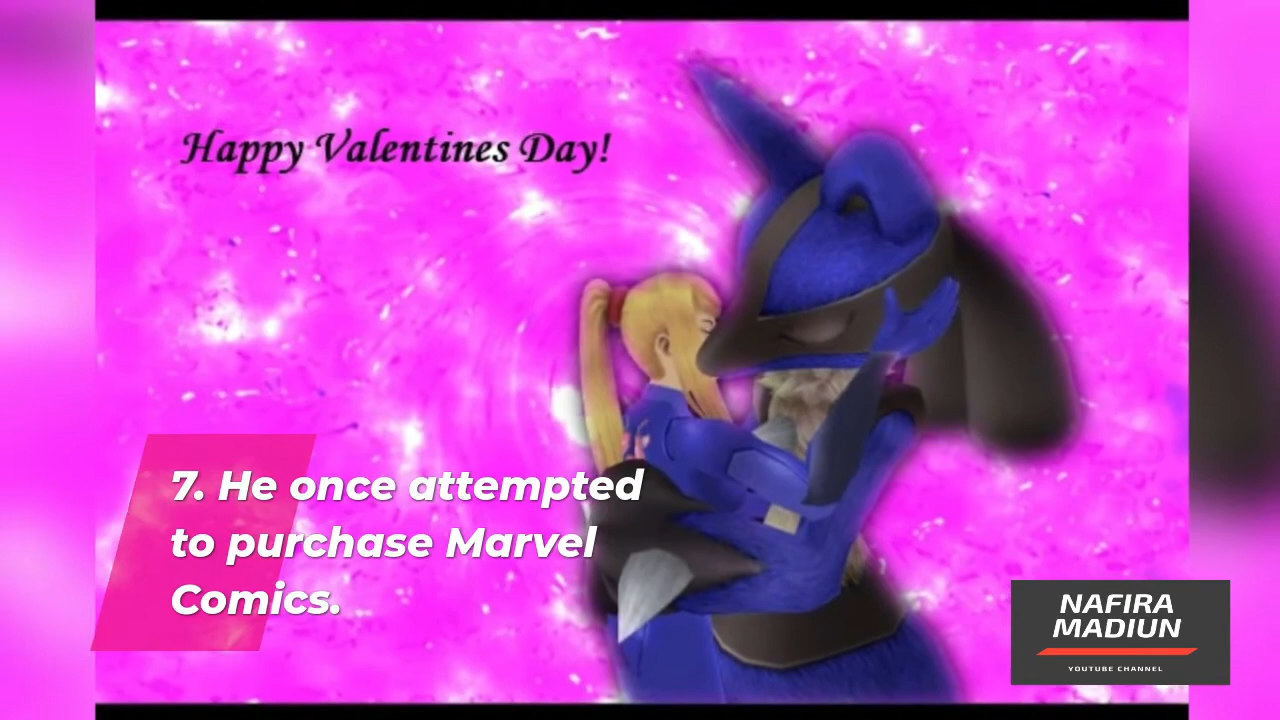 Happy Valentines Day!
7. He once attempted
to purchase Marvel
Comics.
NAFIRA
MADIUN
YOUTUBE CHANNEL